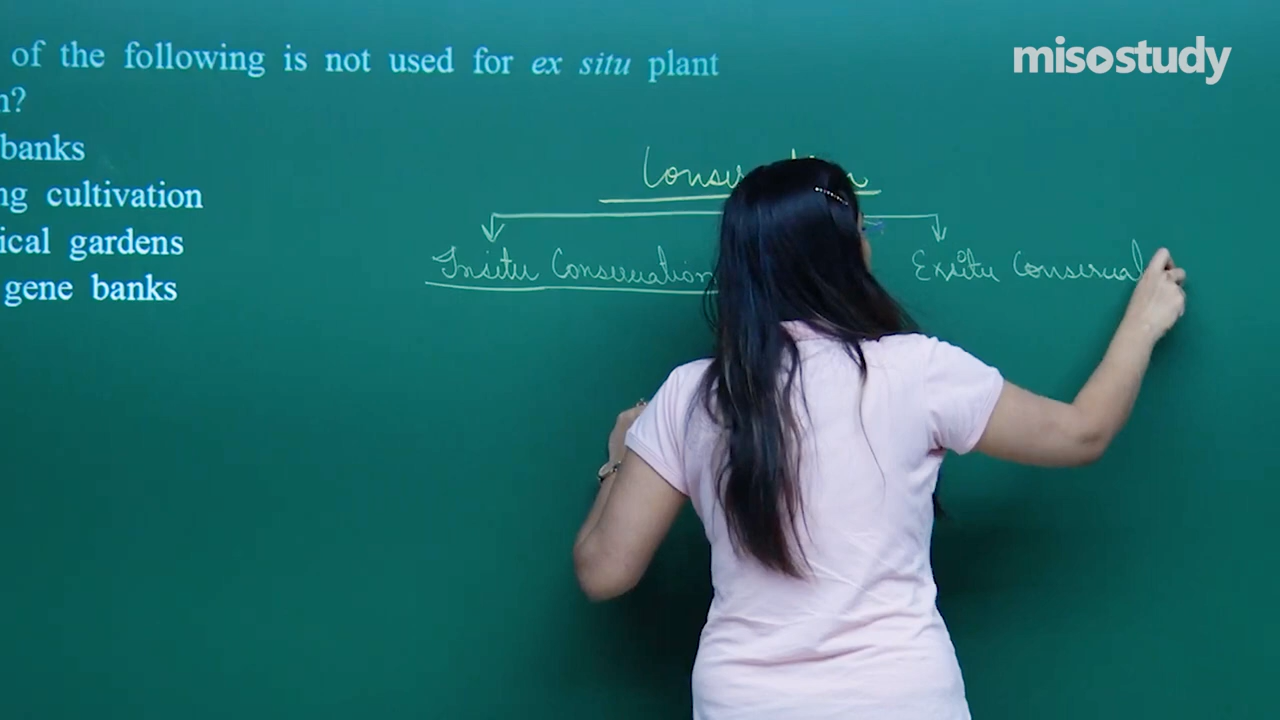 misostudy
of the following is not used for ex situ plant
n?
banks
ng cultivation
ical gardens
gene banks
Insitu Conservation
Exsitu Conservat